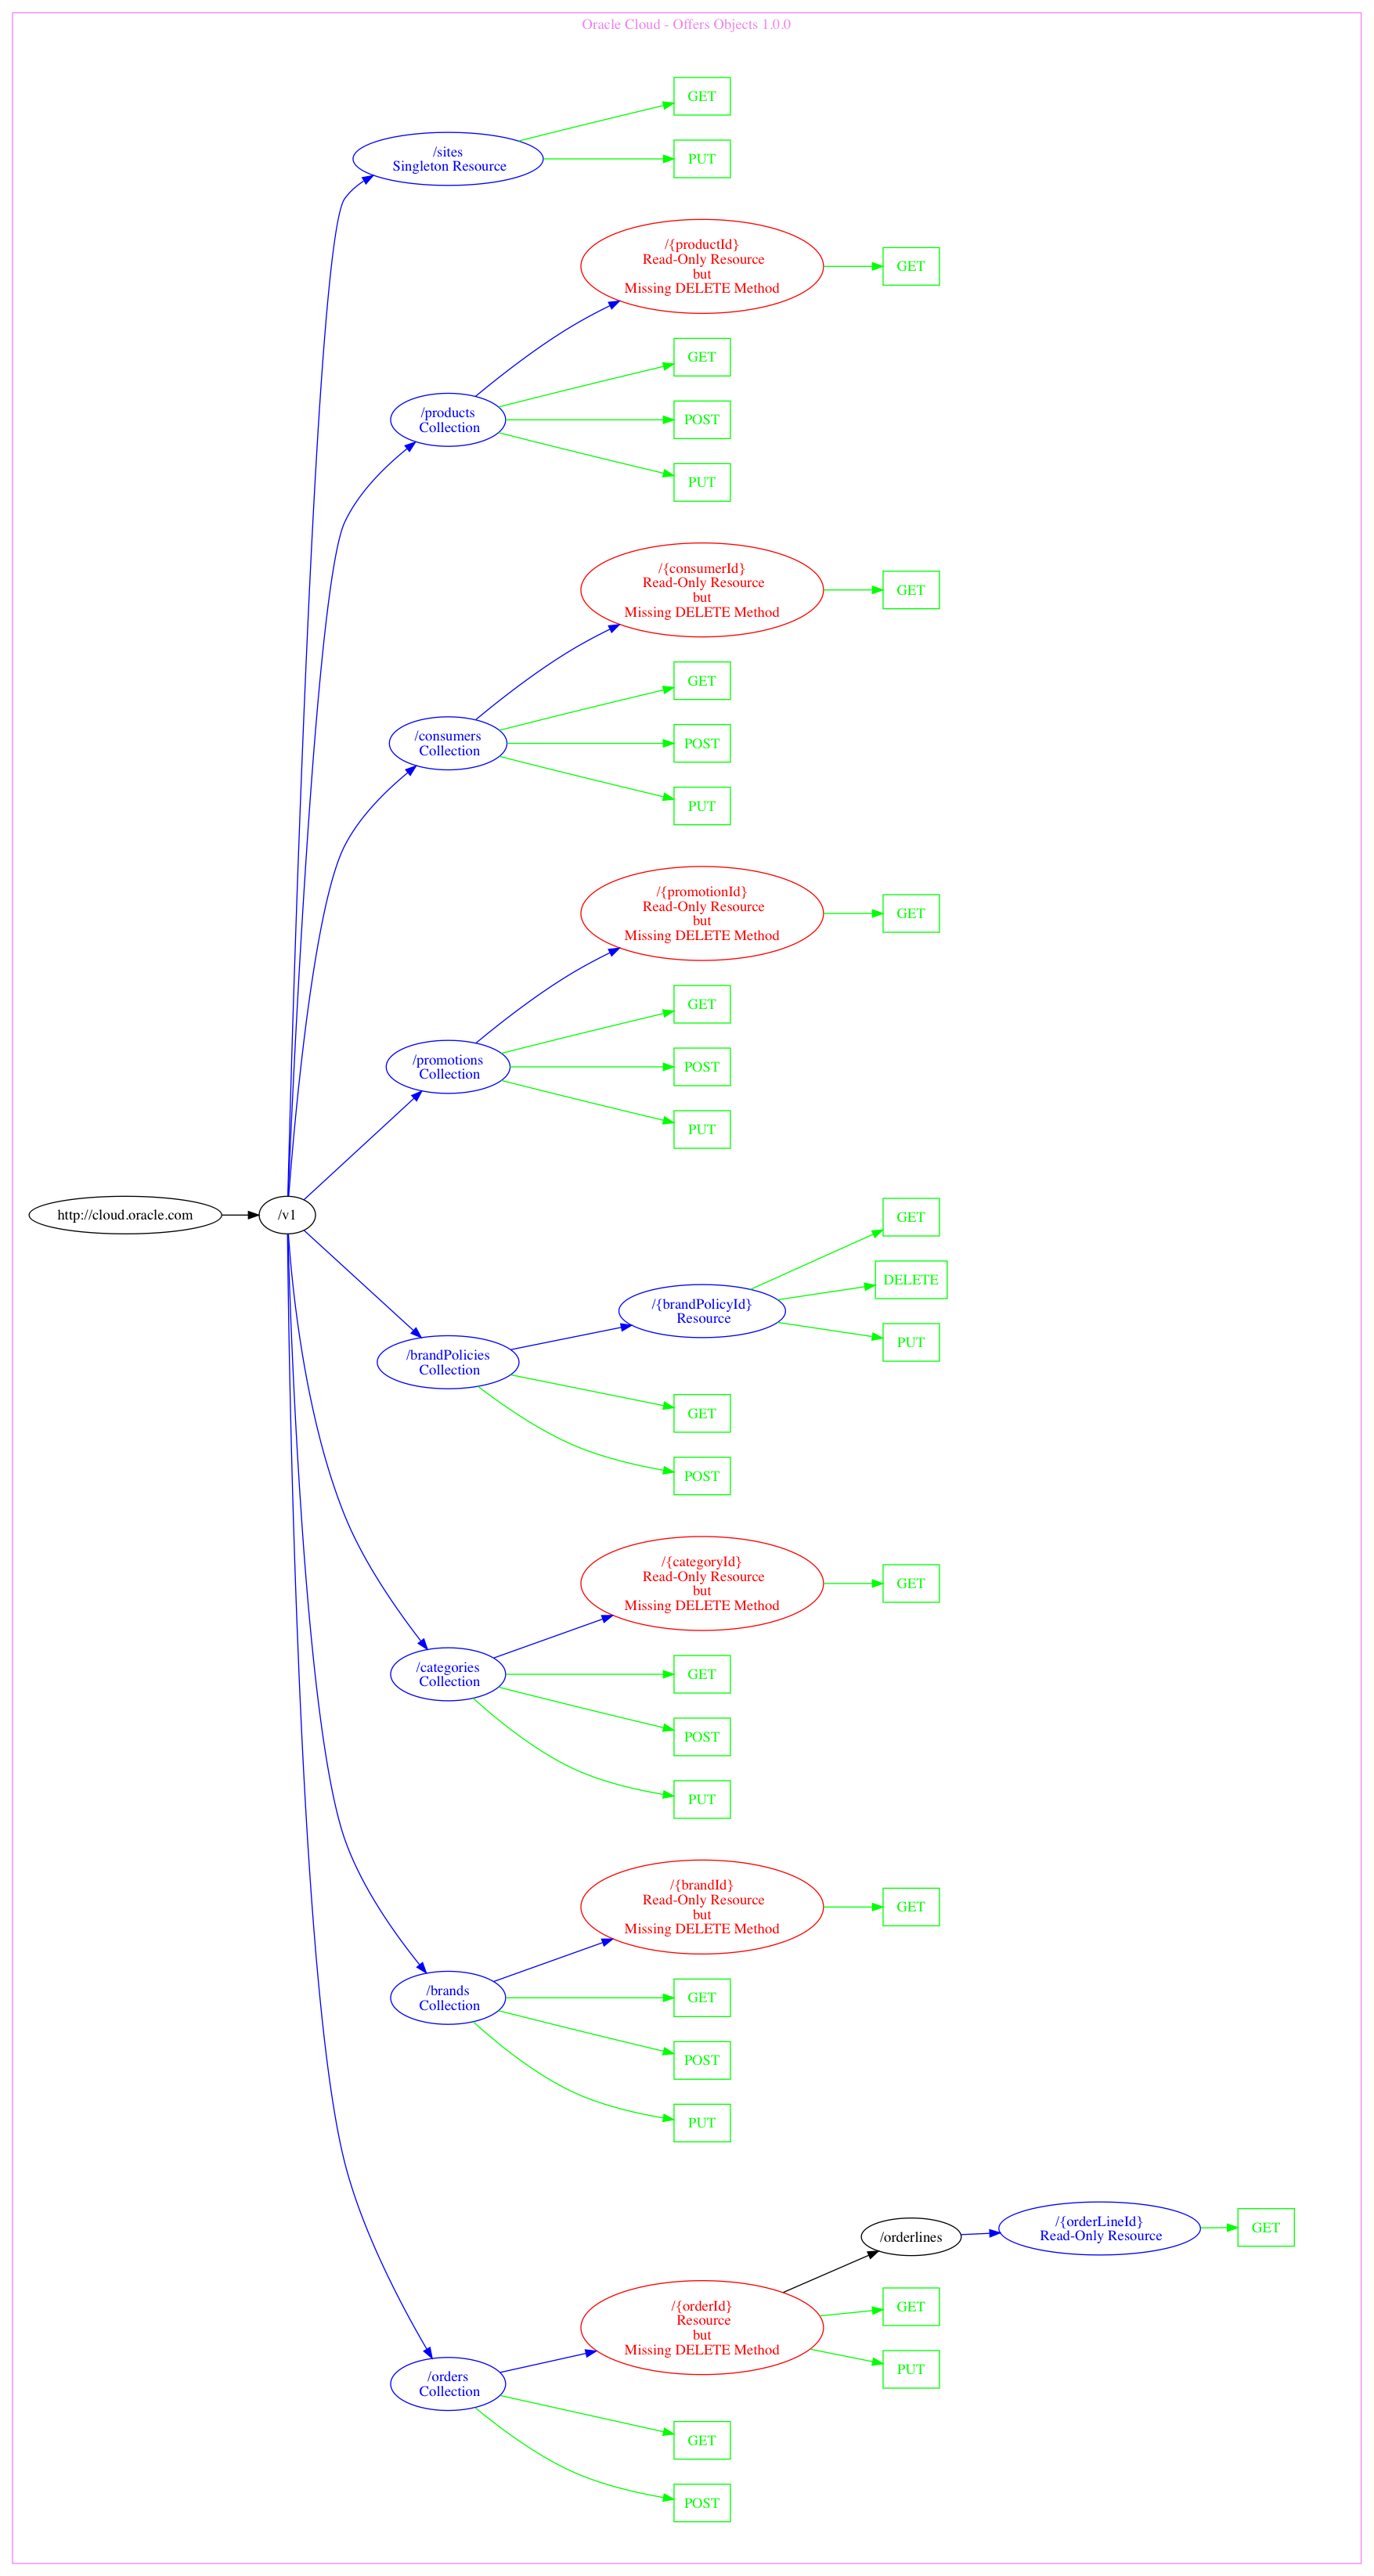 Oracle Cloud - Offers Objects 1.0.0
GET
/sites
Singleton Resource
PUT
/{productId}
Read-Only Resource
but
Missing DELETE Method
GET
GET
/products
Collection
POST
PUT
/{consumerId}
Read-Only Resource
but
Missing DELETE Method
GET
GET
/consumers
Collection
POST
PUT
/{promotionId}
Read-Only Resource
but
Missing DELETE Method
GET
GET
/promotions
Collection
POST
PUT
http://cloud.oracle.com
/v1
GET
DELETE
/{brandPolicyId}
Resource
PUT
/brandPolicies
Collection
GET
POST
/{categoryId}
Read-Only Resource
but
Missing DELETE Method
GET
/categories
Collection
GET
POST
PUT
/{brandId}
Read-Only Resource
but
Missing DELETE Method
GET
/brands
Collection
GET
POST
PUT
/orderlines
/{orderLineId}
Read-Only Resource
GET
/{orderId}
Resource
but
Missing DELETE Method
GET
PUT
/orders
Collection
GET
POST